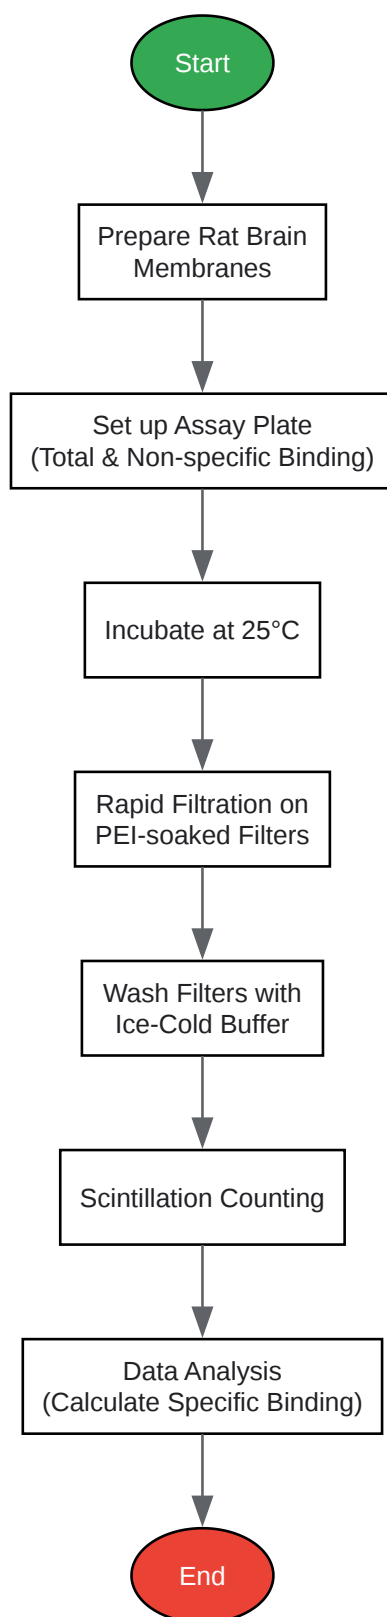 Start
Prepare Rat Brain
Membranes
Set up Assay Plate
(Total & Non-specific Binding)
Incubate at 25°C
Rapid Filtration on
PEI-soaked Filters
Wash Filters with
Ice-Cold Buffer
Scintillation Counting
Data Analysis
(Calculate Specific Binding)
End